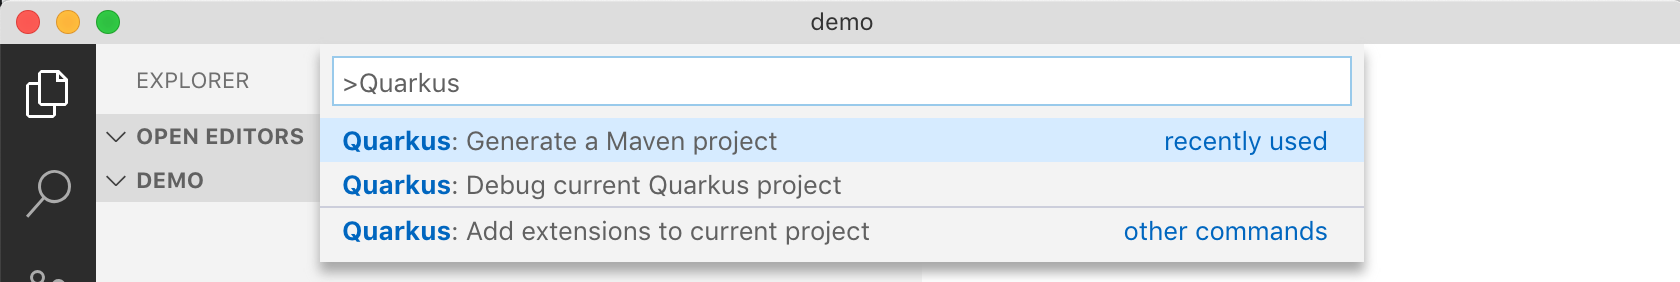 demo
EXPLORER
OPEN EDITORS
DEMO
>Quarkus
Quarkus: Generate a Maven project recently used
Quarkus: Debug current Quarkus project
Quarkus: Add extensions to current project other commands